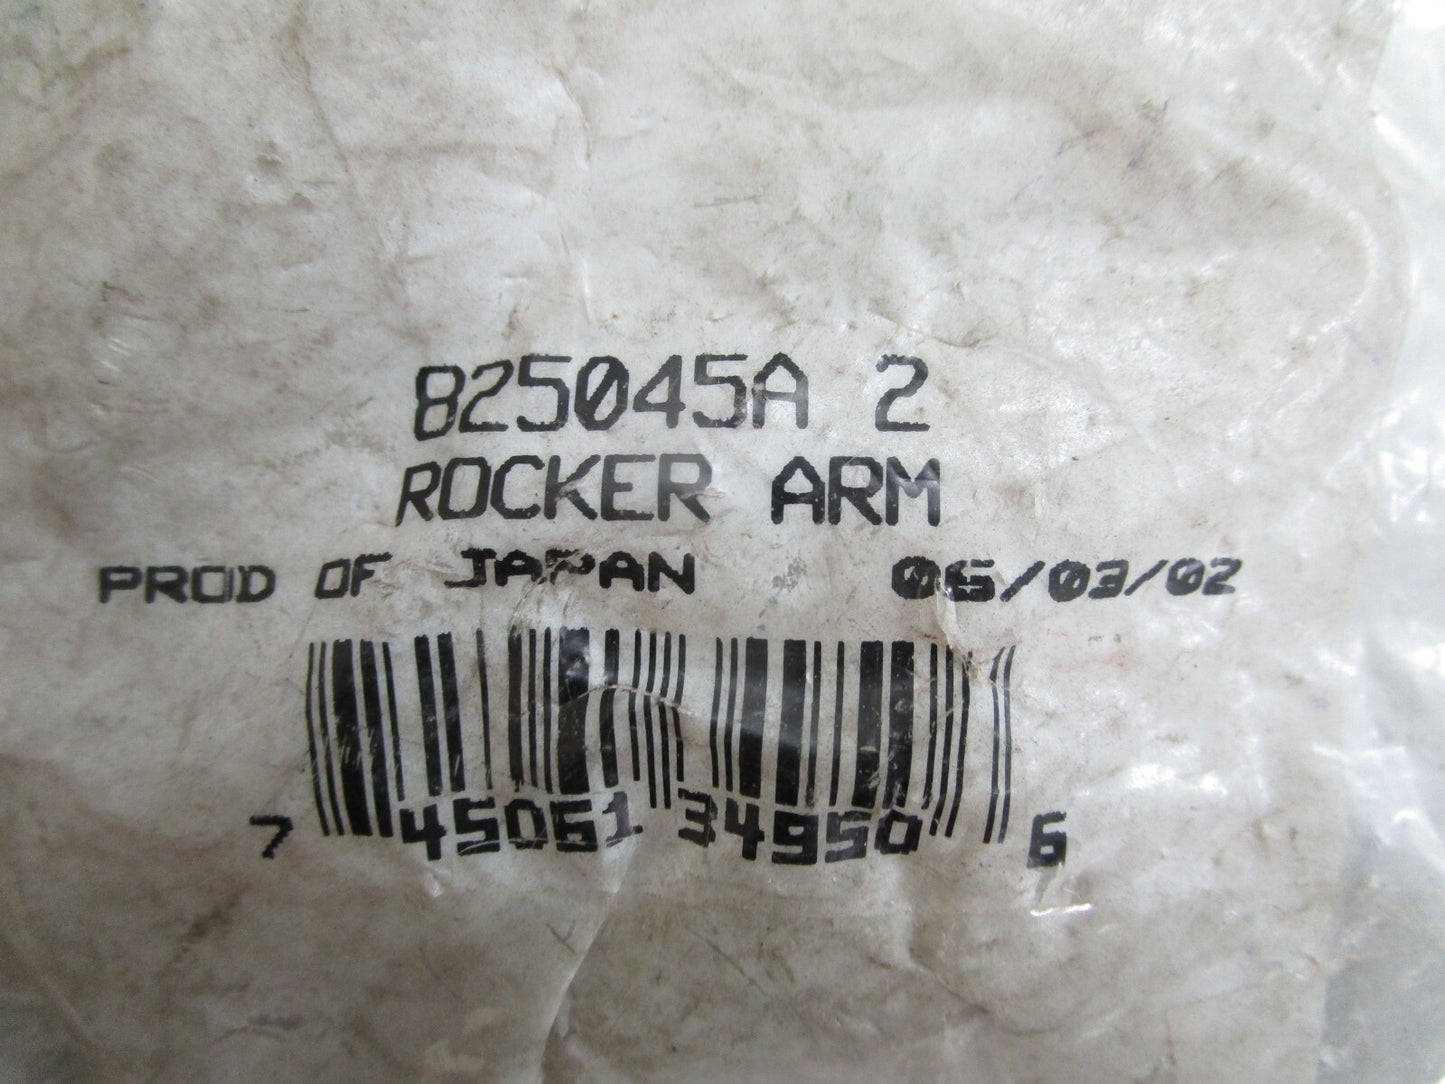 825045A 2
ROCKER ARM
PROD OF JAPAN 06/03/02
7 45061 34950 6